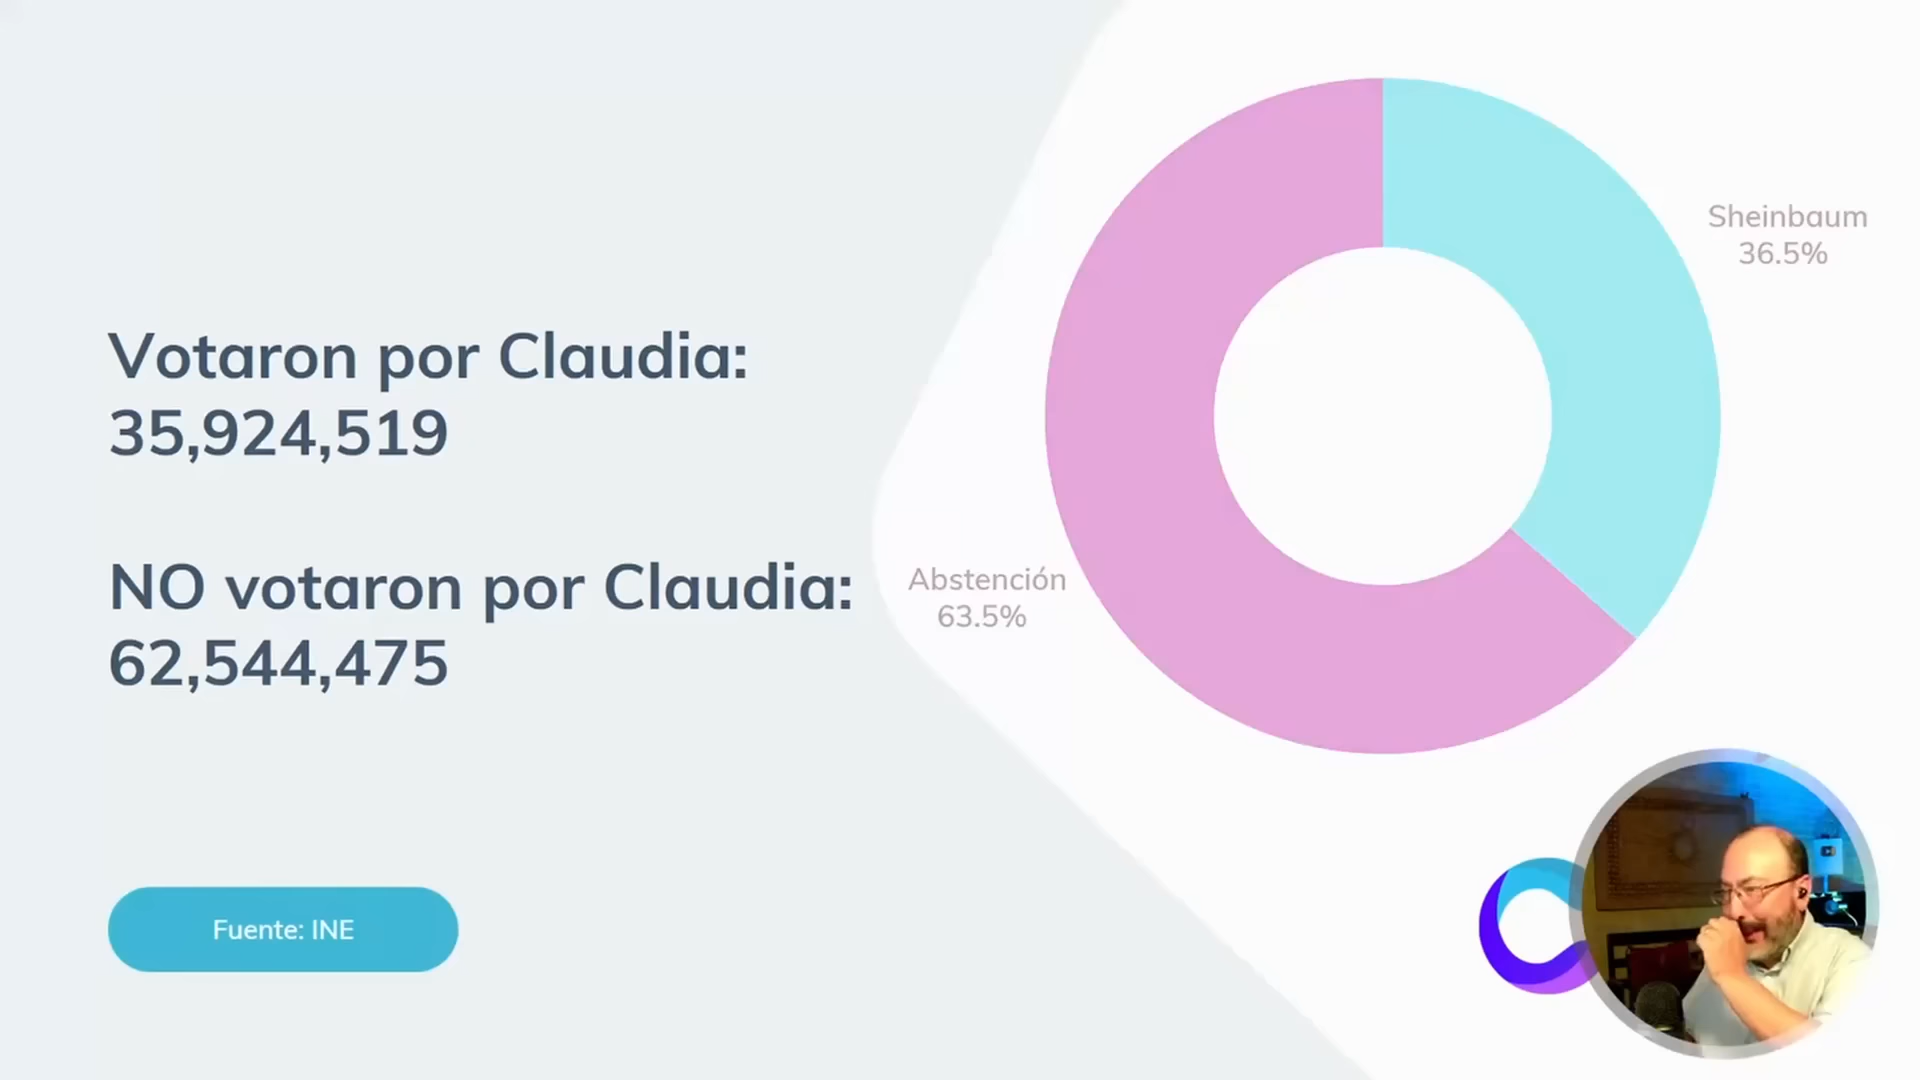 Votaron por Claudia:
35,924,519
NO votaron por Claudia:
62,544,475
Fuente: INE
Sheinbaum
36.5%
Abstención
63.5%